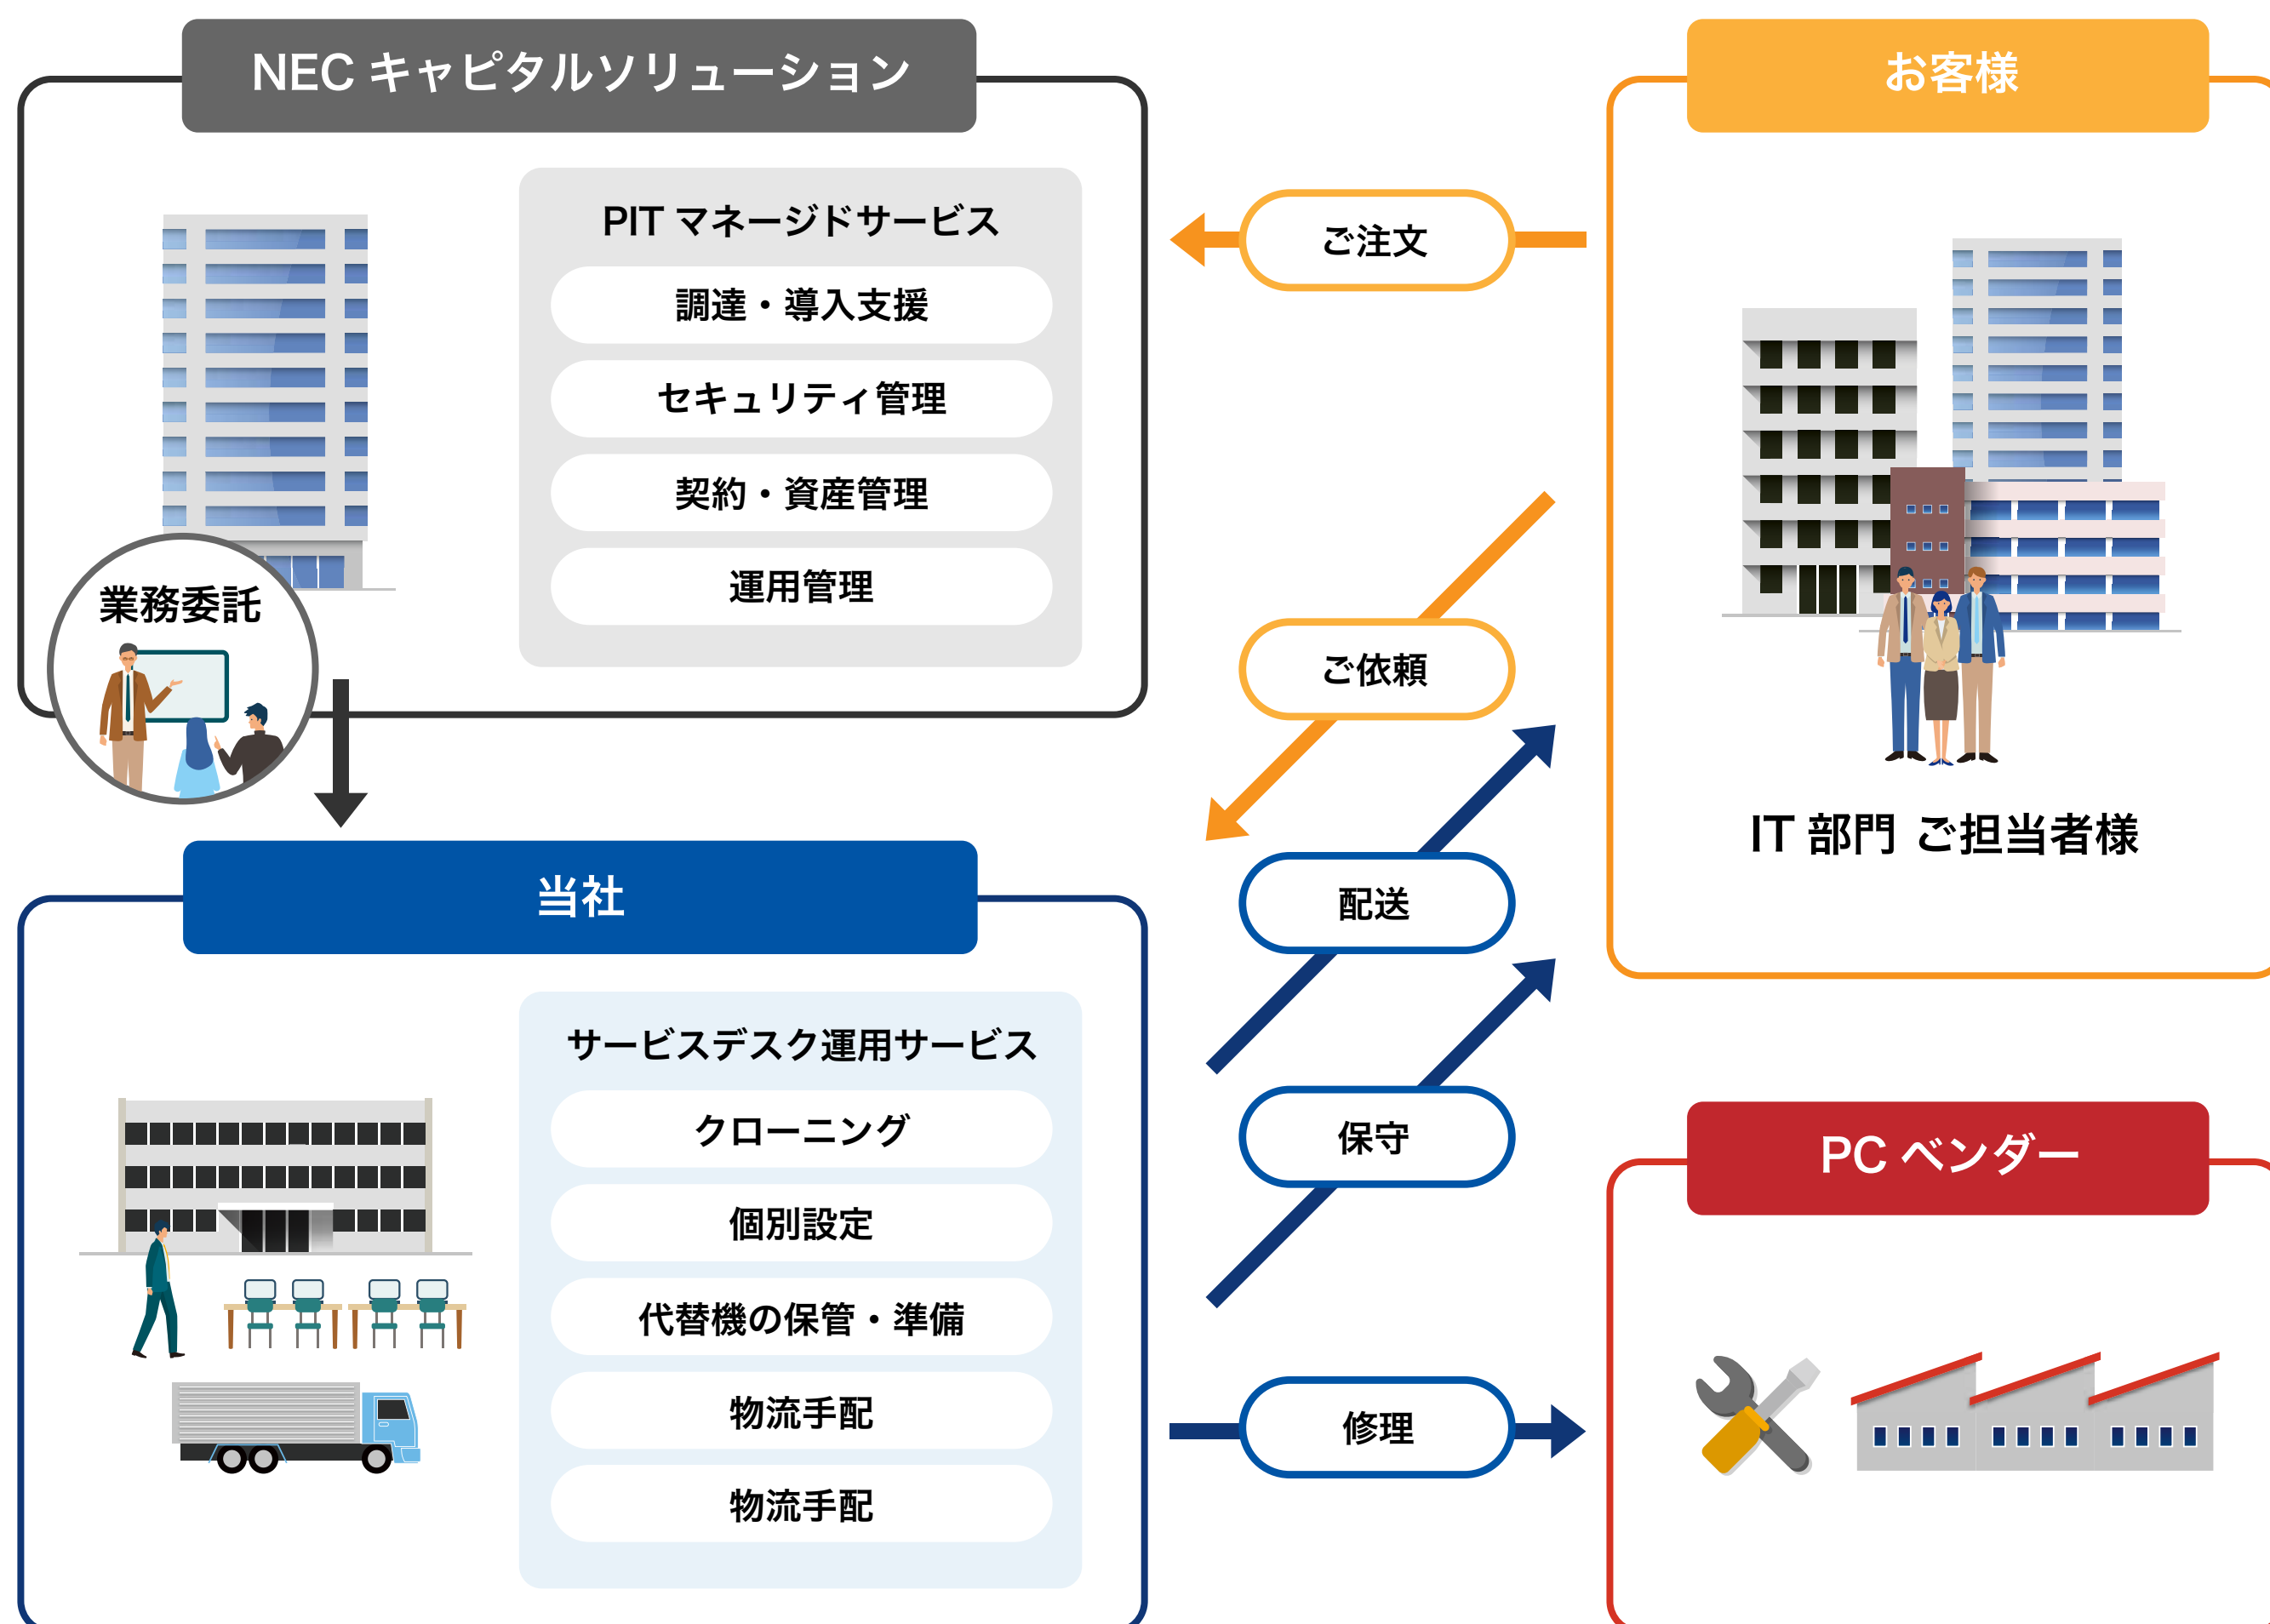 NEC キャピタルソリューション
PIT マネージドサービス
調達・導入支援
セキュリティ管理
契約・資産管理
運用管理
業務委託
ご注文
お客様
IT 部門 ご担当者様
ご依頼
配送
保守
修理
当社
サービスデスク運用サービス
クローニング
個別設定
代替機の保管・準備
物流手配
物流手配
PC ベンダー